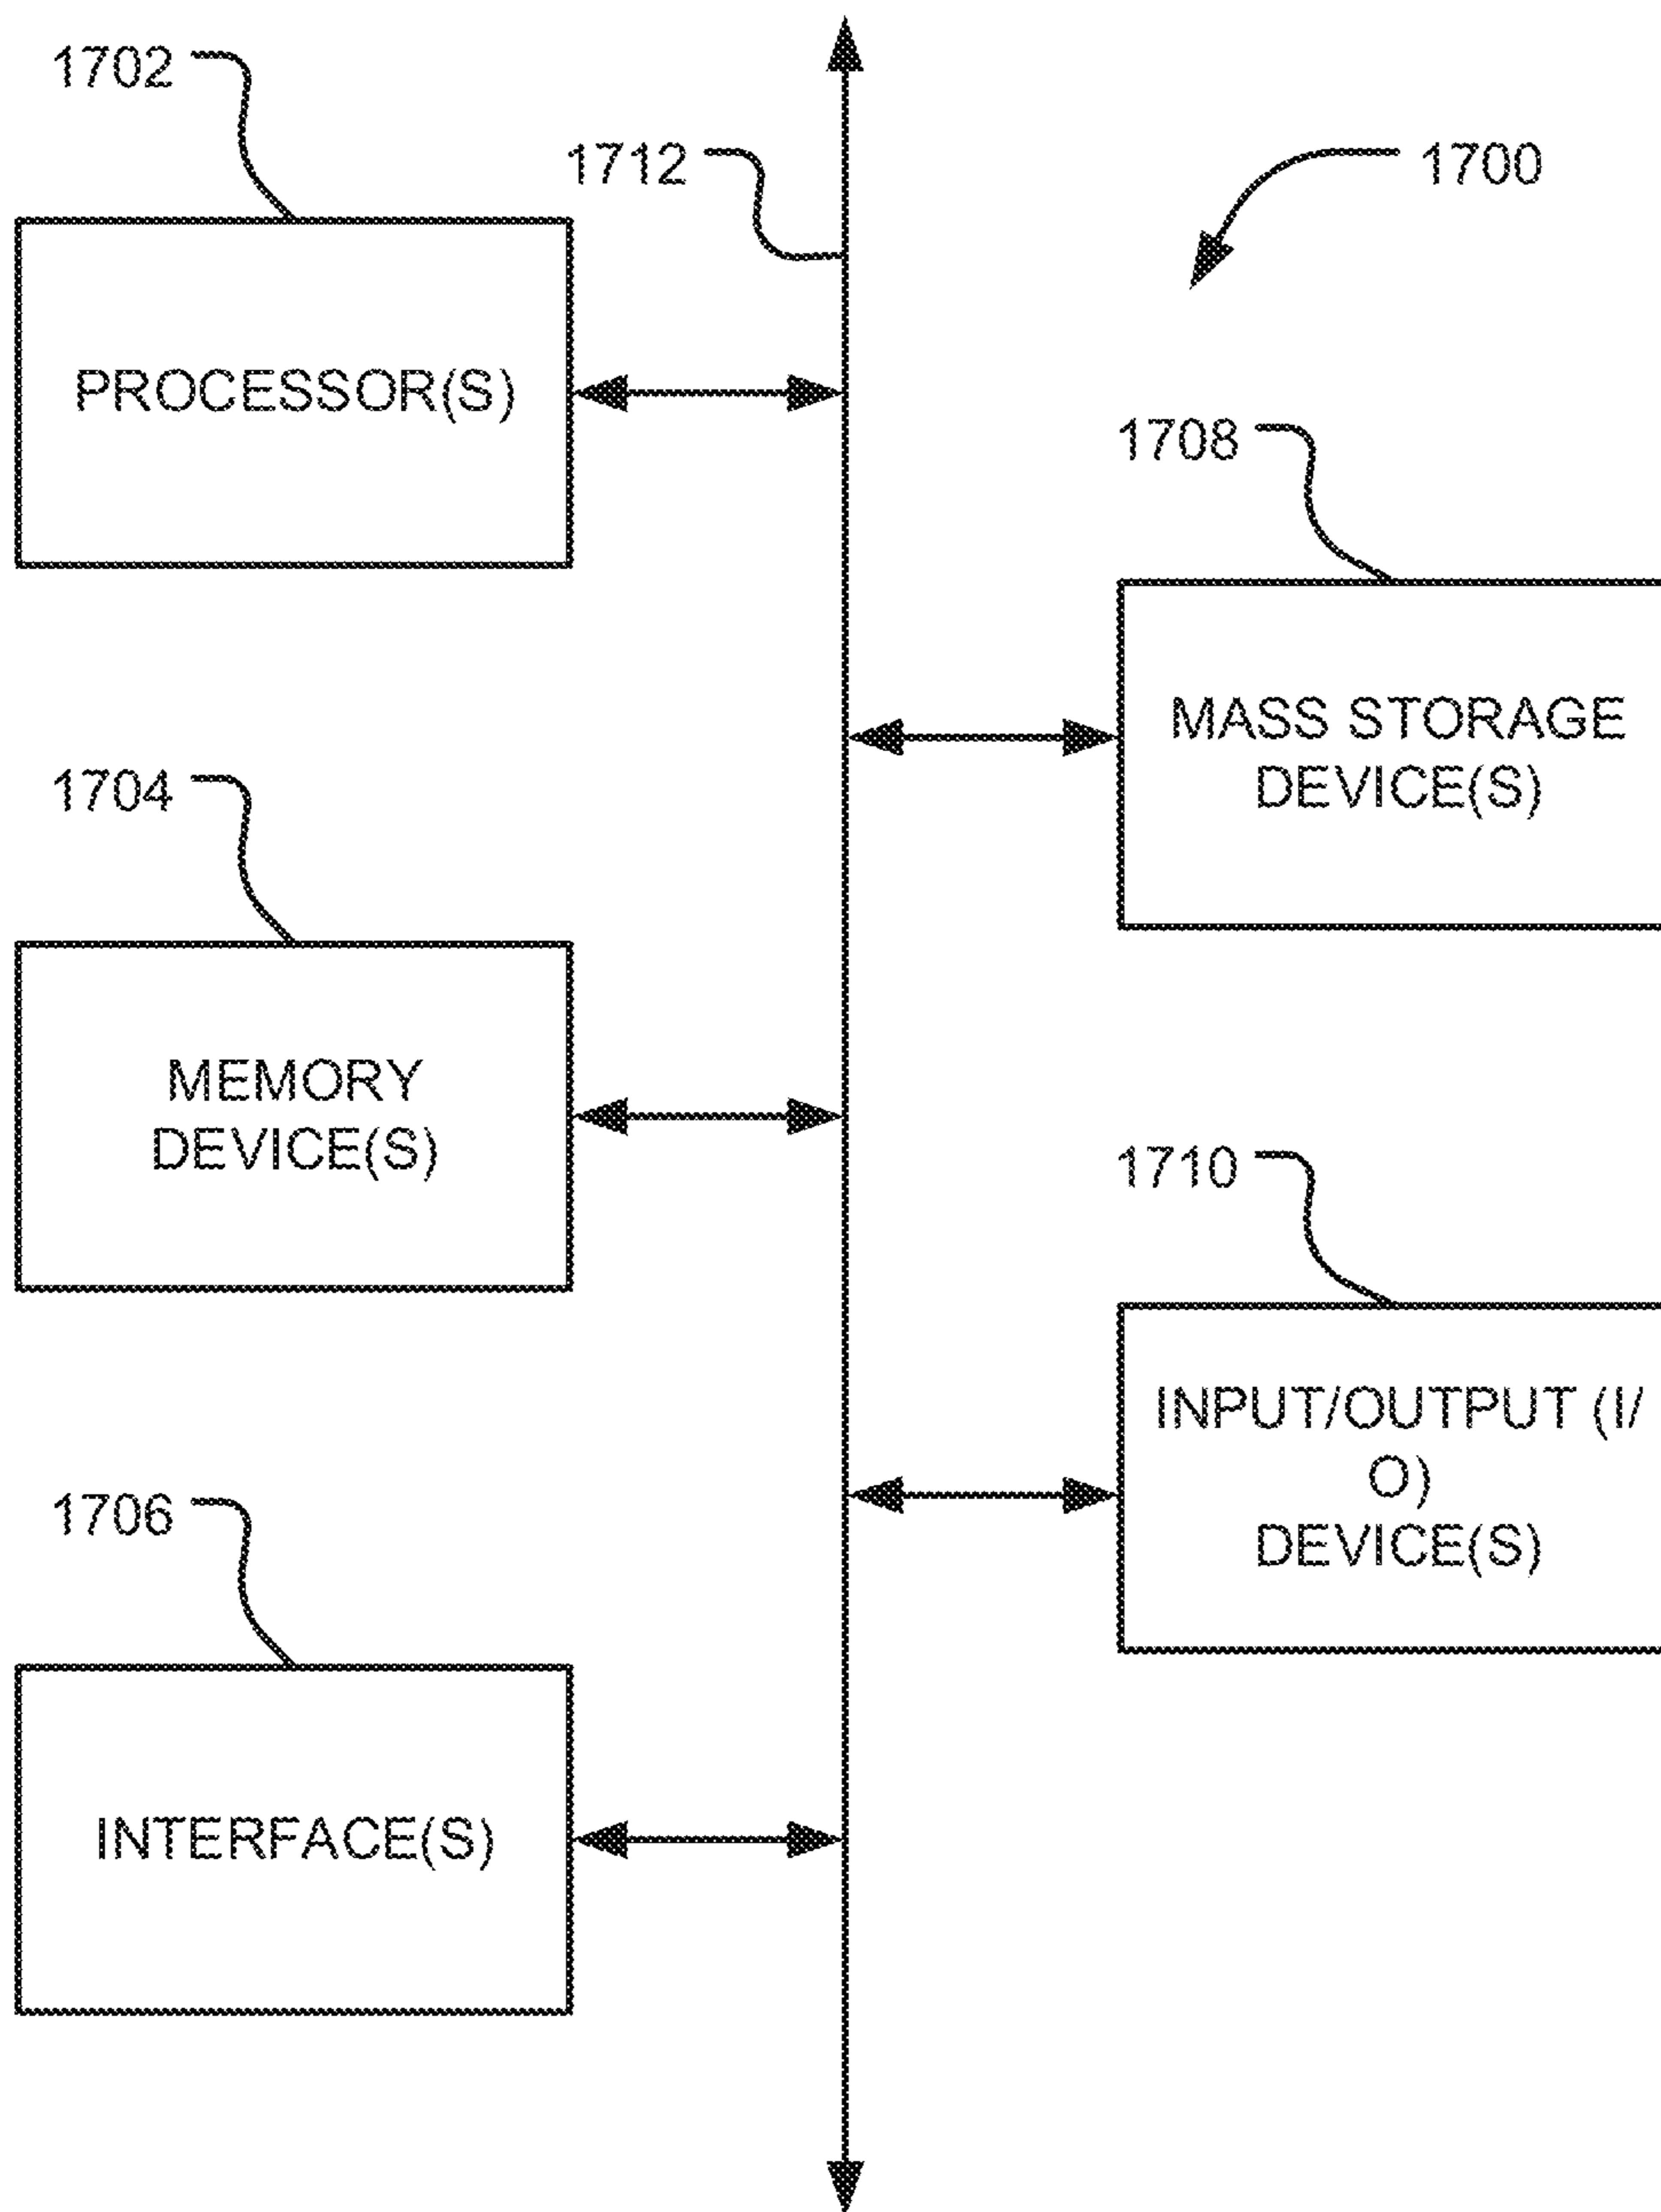 1702
1712
1700
PROCESSOR(S)
1708
MASS STORAGE
DEVICE(S)
1704
MEMORY
DEVICE(S)
1710
INPUT/OUTPUT (I/
O)
DEVICE(S)
1706
INTERFACE(S)